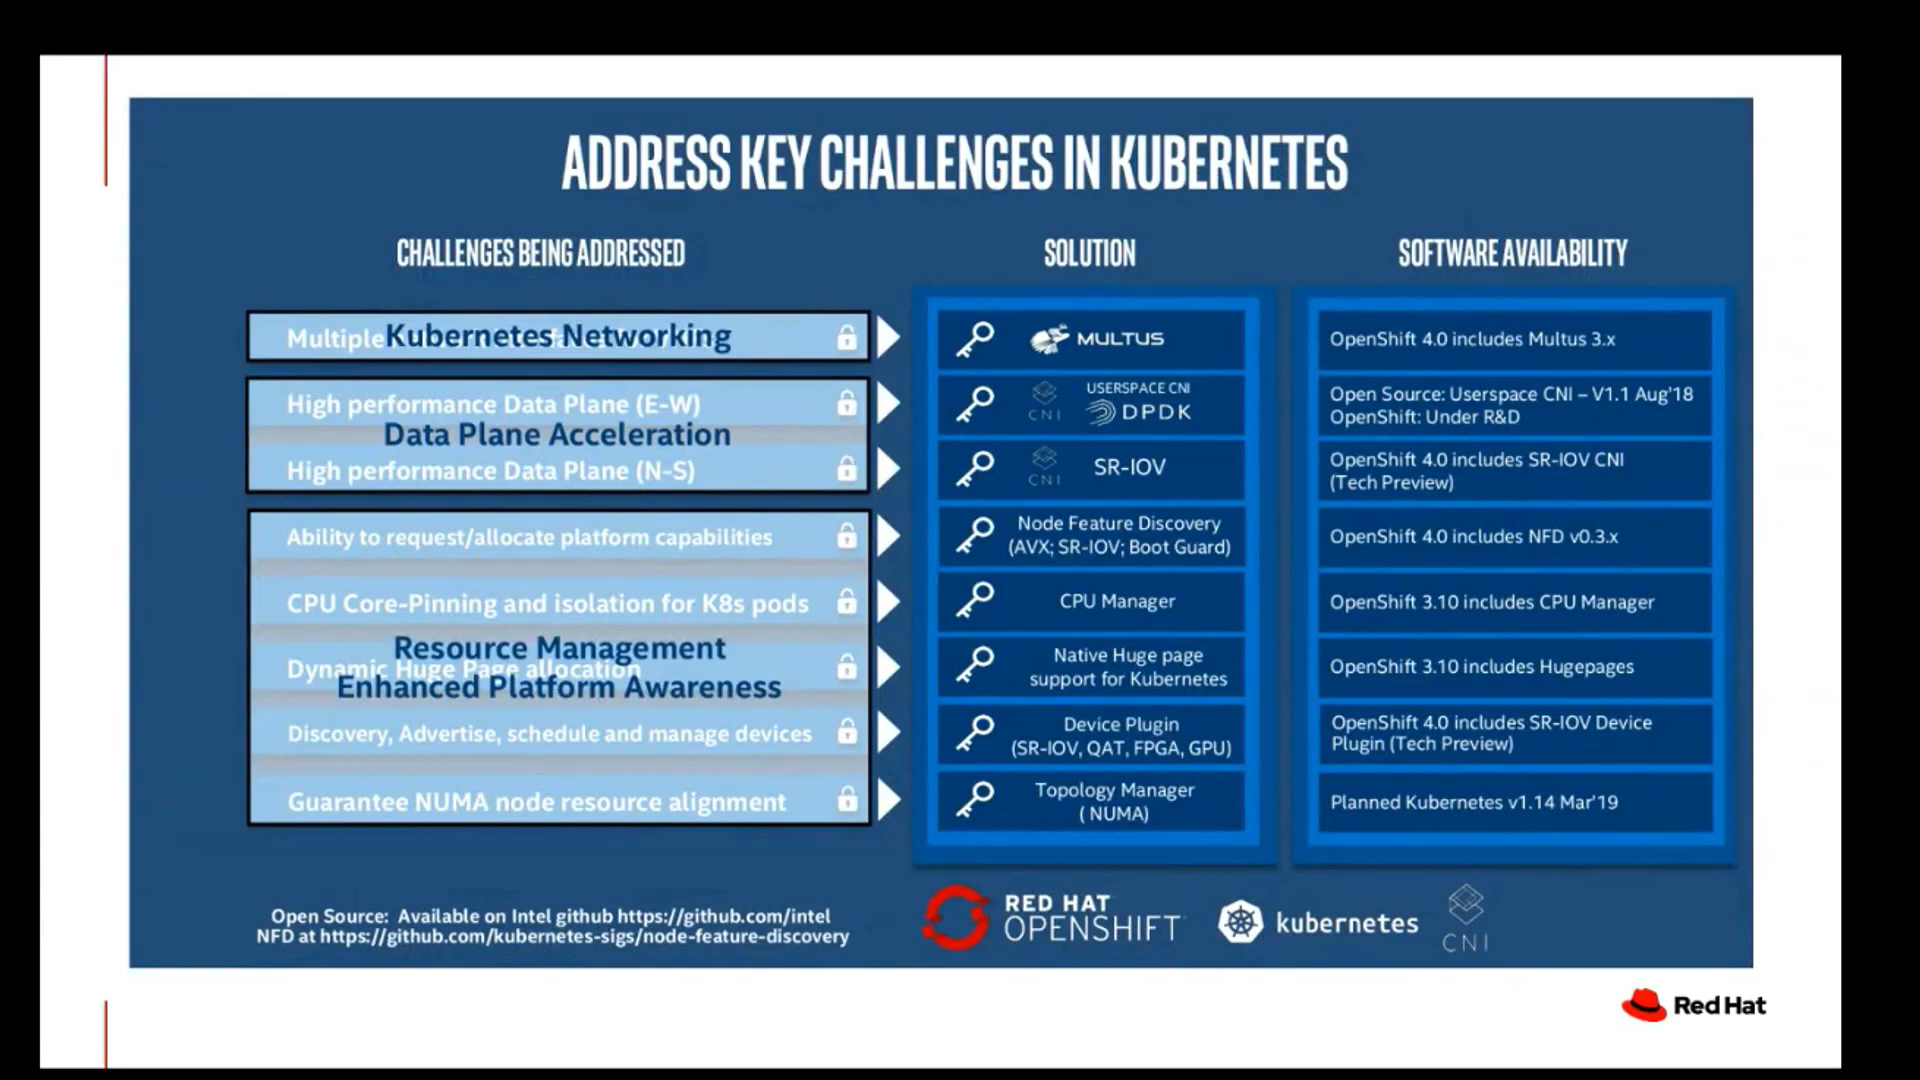 ADDRESS KEY CHALLENGES IN KUBERNETES
CHALLENGES BEING ADDRESSED
SOLUTION
SOFTWARE AVAILABILITY
Multiple
Kubernetes Networking
MULTUS
OpenShift 4.0 includes Multus 3.x
High performance Data Plane (E-W)
CNI
USERSPACE CNI
DPDK
Open Source: Userspace CNI – V1.1 Aug'18
OpenShift: Under R&D
Data Plane Acceleration
High performance Data Plane (N-S)
CNI
SR-IOV
OpenShift 4.0 includes SR-IOV CNI
(Tech Preview)
Ability to request/allocate platform capabilities
Node Feature Discovery
(AVX; SR-IOV; Boot Guard)
OpenShift 4.0 includes NFD v0.3.x
CPU Core-Pinning and isolation for K8s pods
CPU Manager
OpenShift 3.10 includes CPU Manager
Resource Management
Dynamic Huge Page allocation
Enhanced Platform Awareness
Native Huge page
support for Kubernetes
OpenShift 3.10 includes Hugepages
Discovery, Advertise, schedule and manage devices
Device Plugin
(SR-IOV, QAT, FPGA, GPU)
OpenShift 4.0 includes SR-IOV Device
Plugin (Tech Preview)
Guarantee NUMA node resource alignment
Topology Manager
( NUMA)
Planned Kubernetes v1.14 Mar'19
Open Source: Available on Intel github https://github.com/intel
NFD at https://github.com/kubernetes-sigs/node-feature-discovery
RED HAT
OPENSHIFT
kubernetes
CNI
Red Hat